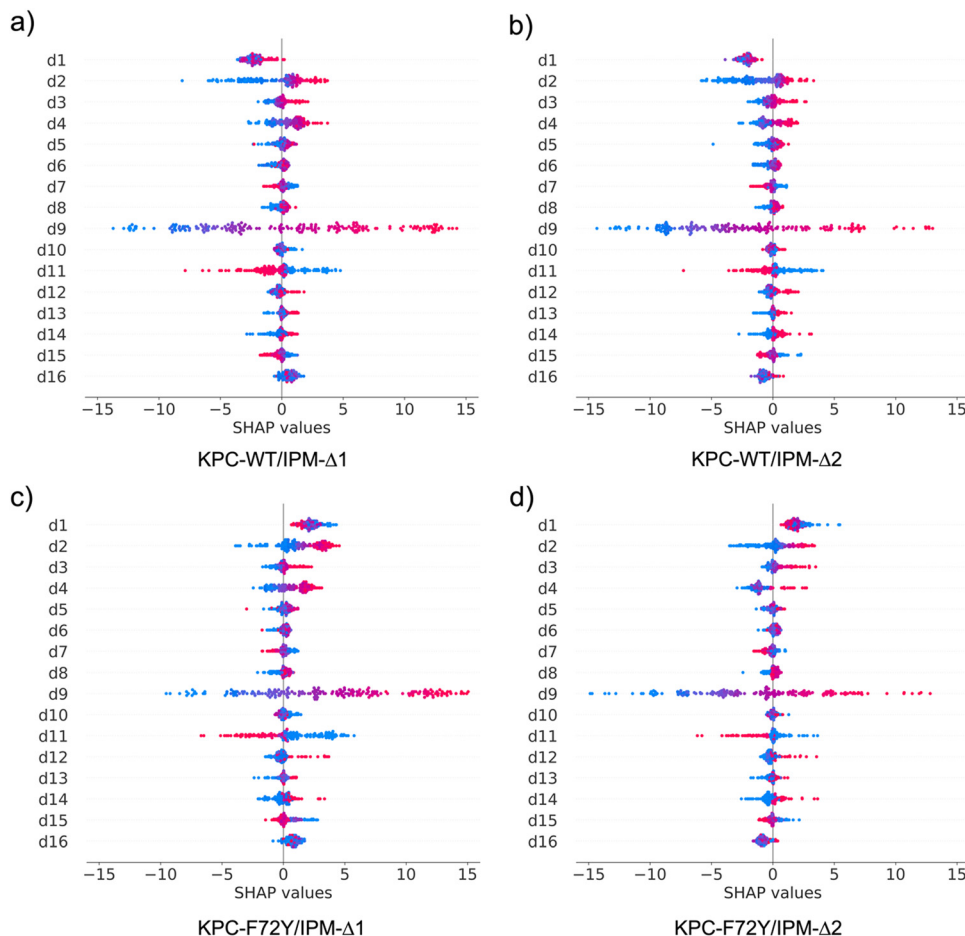 a)
d1
d2
d3
d4
d5
d6
d7
d8
d9
d10
d11
d12
d13
d14
d15
d16
−15 −10 −5 0 5 10 15
SHAP values
KPC-WT/IPM-Δ1
b)
d1
d2
d3
d4
d5
d6
d7
d8
d9
d10
d11
d12
d13
d14
d15
d16
−15 −10 −5 0 5 10 15
SHAP values
KPC-WT/IPM-Δ2
c)
d1
d2
d3
d4
d5
d6
d7
d8
d9
d10
d11
d12
d13
d14
d15
d16
−15 −10 −5 0 5 10 15
SHAP values
KPC-F72Y/IPM-Δ1
d)
d1
d2
d3
d4
d5
d6
d7
d8
d9
d10
d11
d12
d13
d14
d15
d16
−15 −10 −5 0 5 10 15
SHAP values
KPC-F72Y/IPM-Δ2